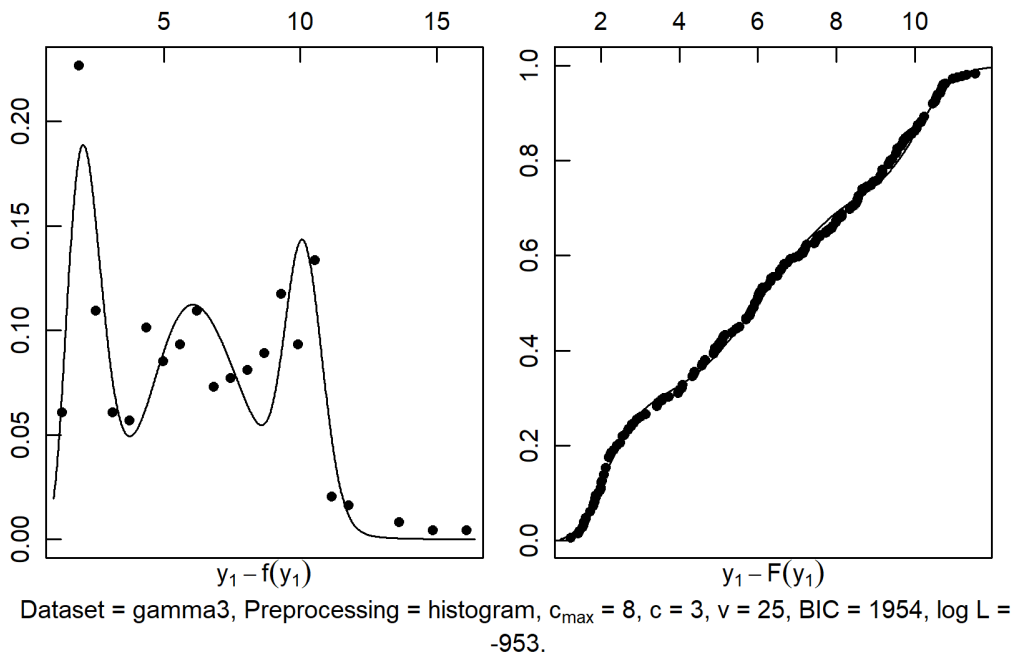 5 10 15
2 4 6 8 10
0.20
0.15
0.10
0.05
0.00
1.0
0.8
0.6
0.4
0.2
0.0
y₁ − f(y₁)
y₁ − F(y₁)
Dataset = gamma3, Preprocessing = histogram, cₘₐₓ = 8, c = 3, v = 25, BIC = 1954, log L =
-953.